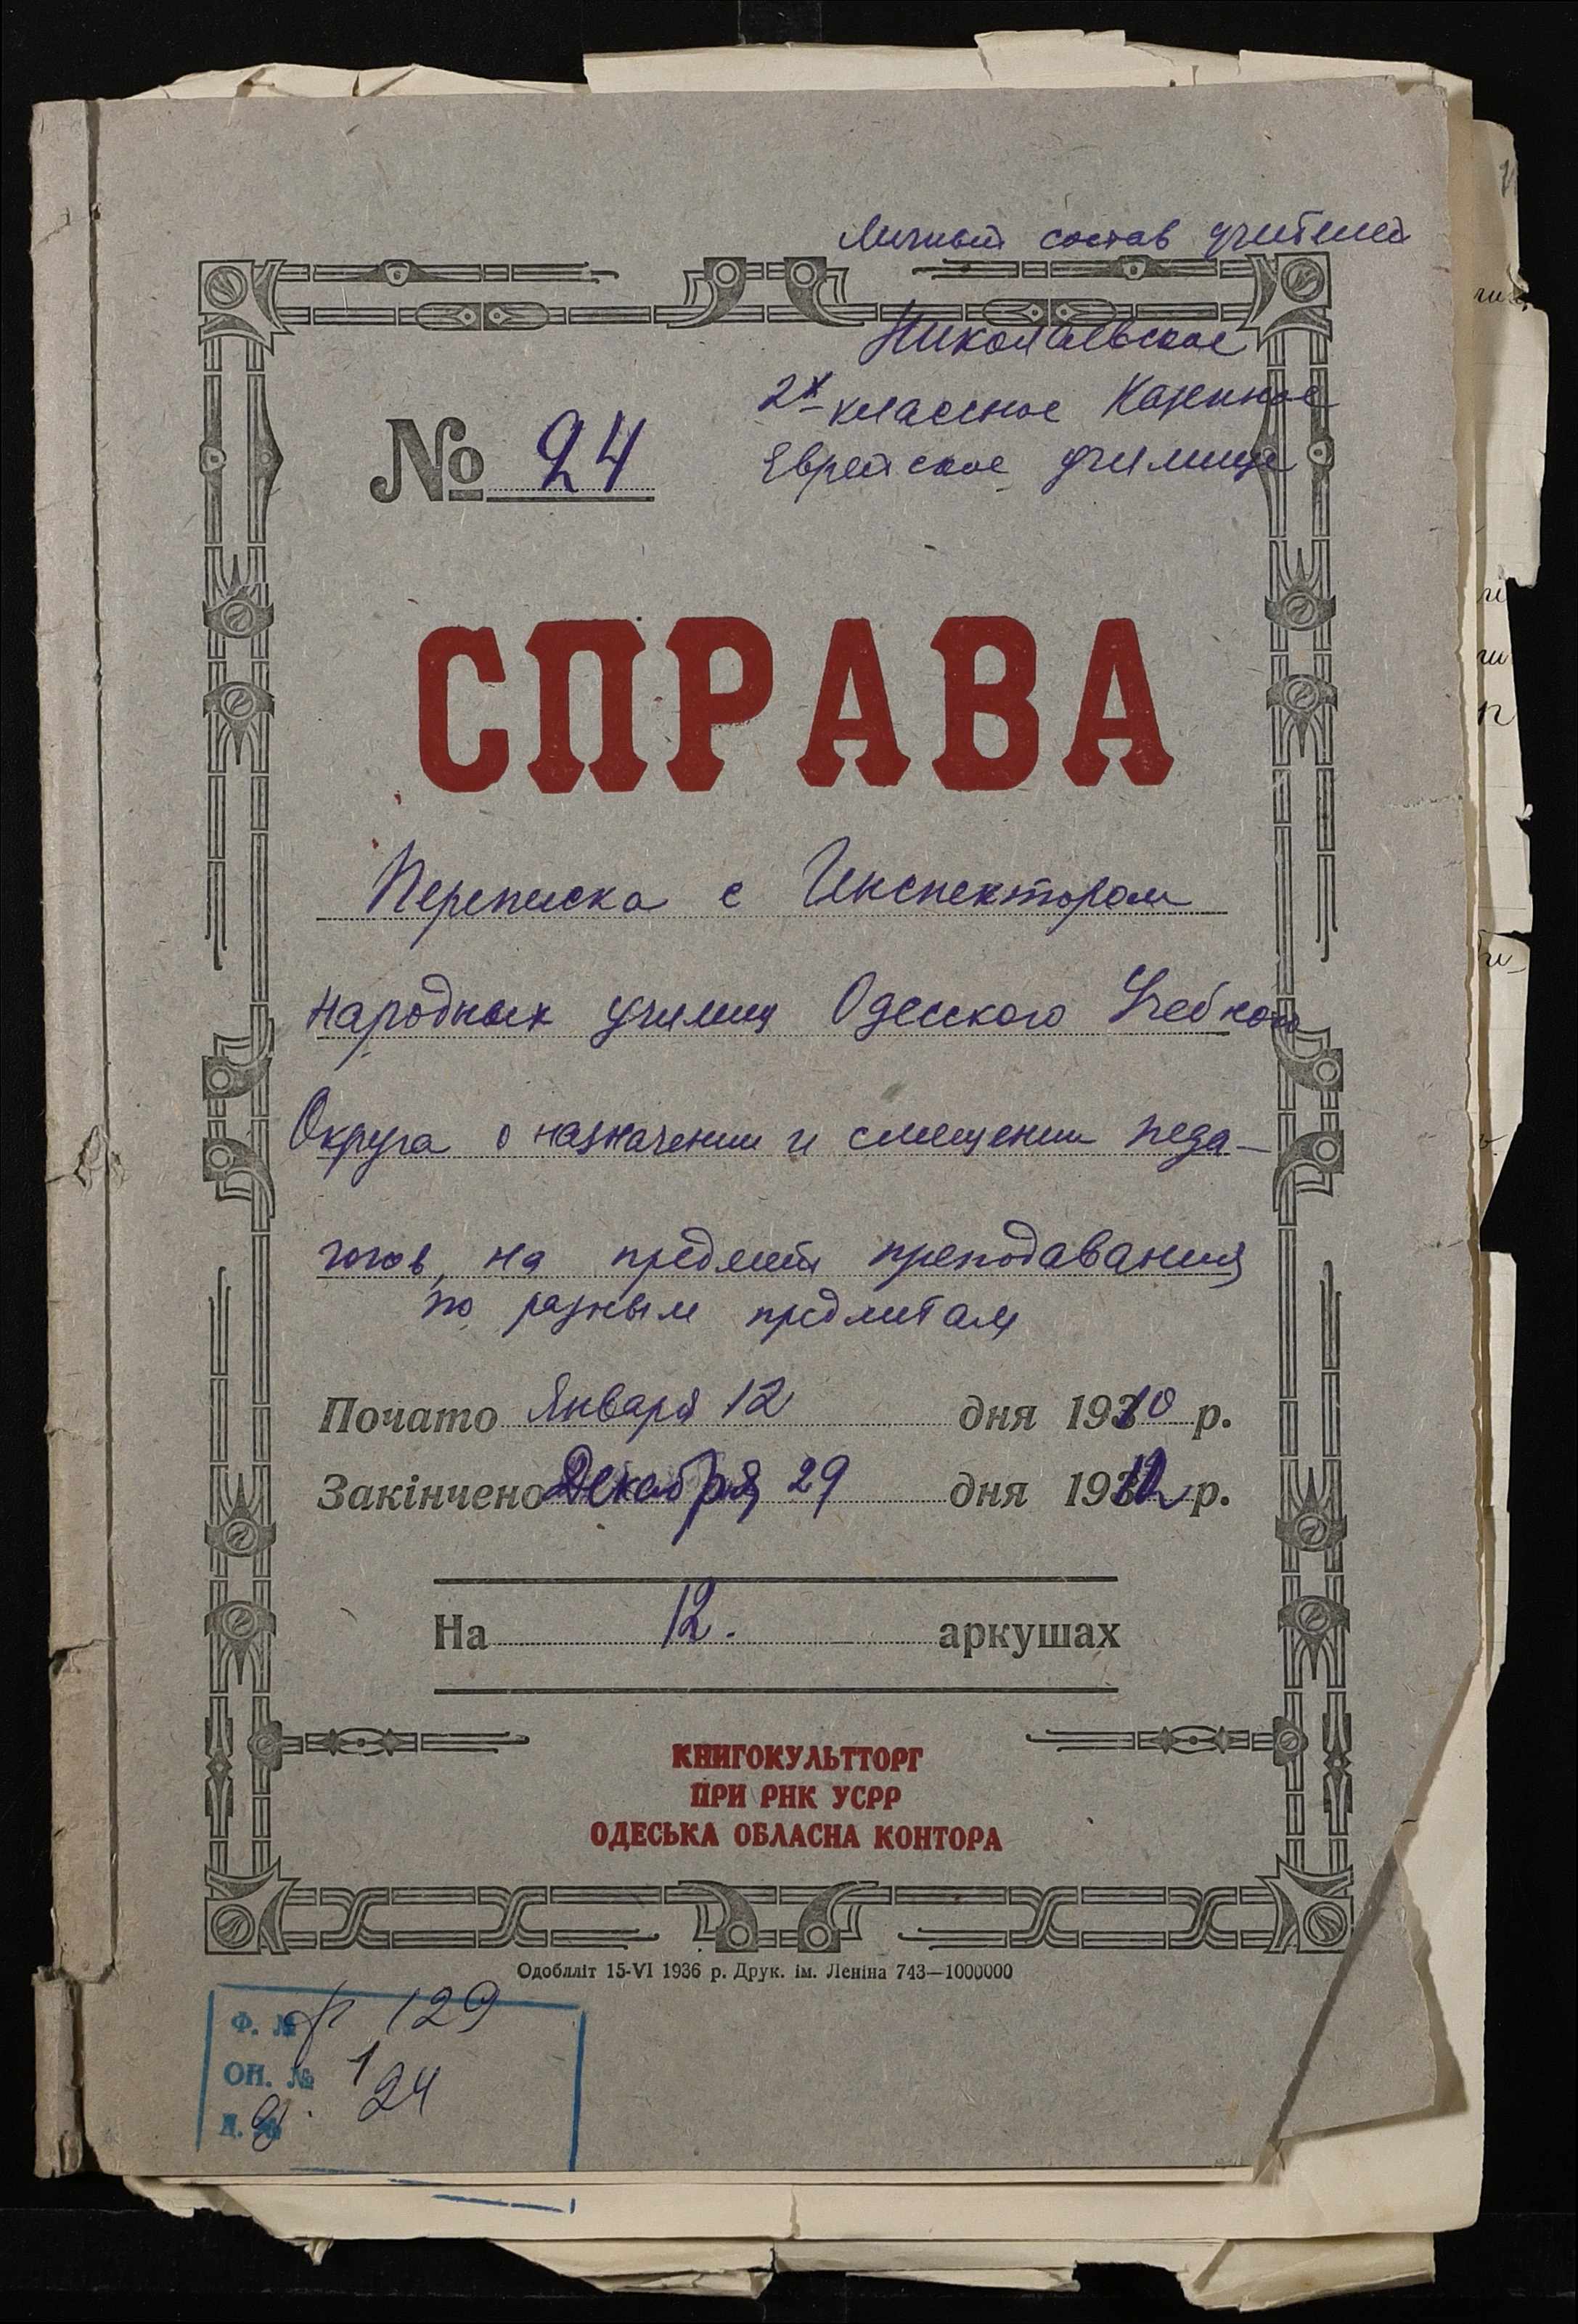 Личный состав учителей
Николаевское
2х-классное Казенное
Еврейское училище
№ 24
СПРАВА
Переписка с Инспектором
народных училищ Одесского Учебного
Округа о назначении и смещении педа-
гогов, на предмет преподавания
по разным предметам
Почато Января 12 дня 1910 р.
Закінчено Декабря 29 дня 1912 р.
На 12. аркушах
КНИГОКУЛЬТТОРГ
ПРИ РНК УСРР
ОДЕСЬКА ОБЛАСНА КОНТОРА
Одоблліт 15-VI 1936 р. Друк. ім. Леніна 743—1000000
Ф. № ф 129
ОП. № 1
Д. № 24